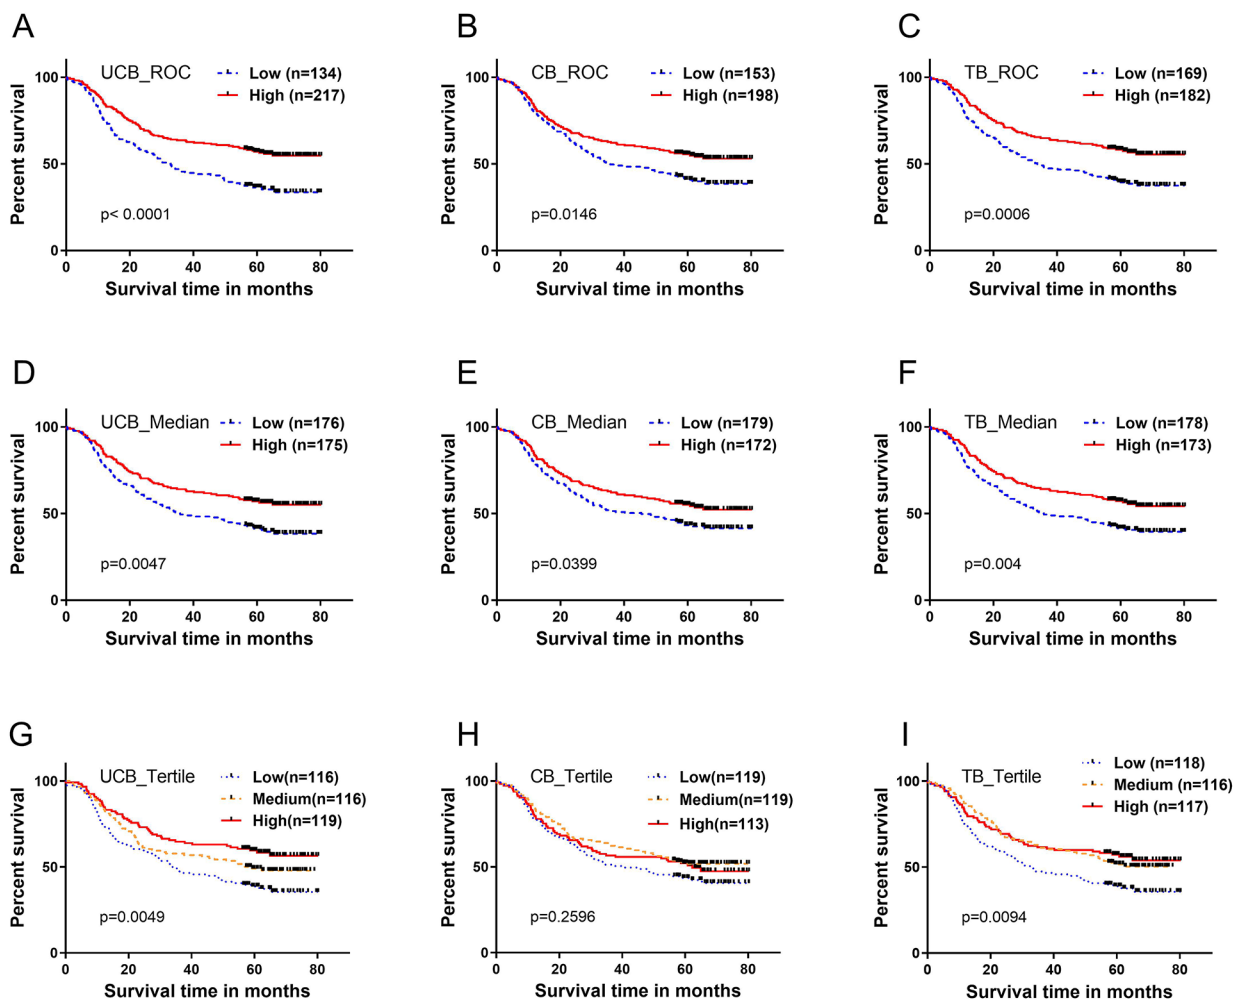 A
UCB_ROC
Low (n=134)
High (n=217)
100
50
0
Percent survival
p< 0.0001
0 20 40 60 80
Survival time in months
B
CB_ROC
Low (n=153)
High (n=198)
100
50
0
Percent survival
p=0.0146
0 20 40 60 80
Survival time in months
C
TB_ROC
Low (n=169)
High (n=182)
100
50
0
Percent survival
p=0.0006
0 20 40 60 80
Survival time in months
D
UCB_Median
Low (n=176)
High (n=175)
100
50
0
Percent survival
p=0.0047
0 20 40 60 80
Survival time in months
E
CB_Median
Low (n=179)
High (n=172)
100
50
0
Percent survival
p=0.0399
0 20 40 60 80
Survival time in months
F
TB_Median
Low (n=178)
High (n=173)
100
50
0
Percent survival
p=0.004
0 20 40 60 80
Survival time in months
G
UCB_Tertile
Low(n=116)
Medium(n=116)
High(n=119)
100
50
0
Percent survival
p=0.0049
0 20 40 60 80
Survival time in months
H
CB_Tertile
Low(n=119)
Medium(n=119)
High(n=113)
100
50
0
Percent survival
p=0.2596
0 20 40 60 80
Survival time in months
I
TB_Tertile
Low (n=118)
Medium (n=116)
High (n=117)
100
50
0
Percent survival
p=0.0094
0 20 40 60 80
Survival time in months